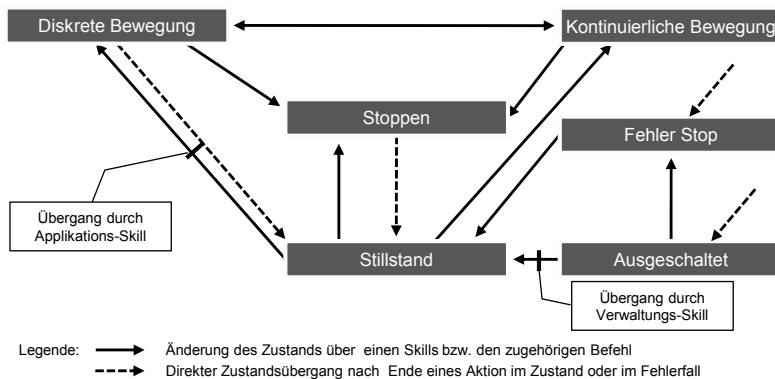 Diskrete Bewegung
Kontinuierliche Bewegung
Stoppen
Fehler Stop
Übergang durch
Applikations-Skill
Stillstand
Ausgeschaltet
Übergang durch
Verwaltungs-Skill
Legende:
Änderung des Zustands über einen Skills bzw. den zugehörigen Befehl
Direkter Zustandsübergang nach Ende eines Aktion im Zustand oder im Fehlerfall